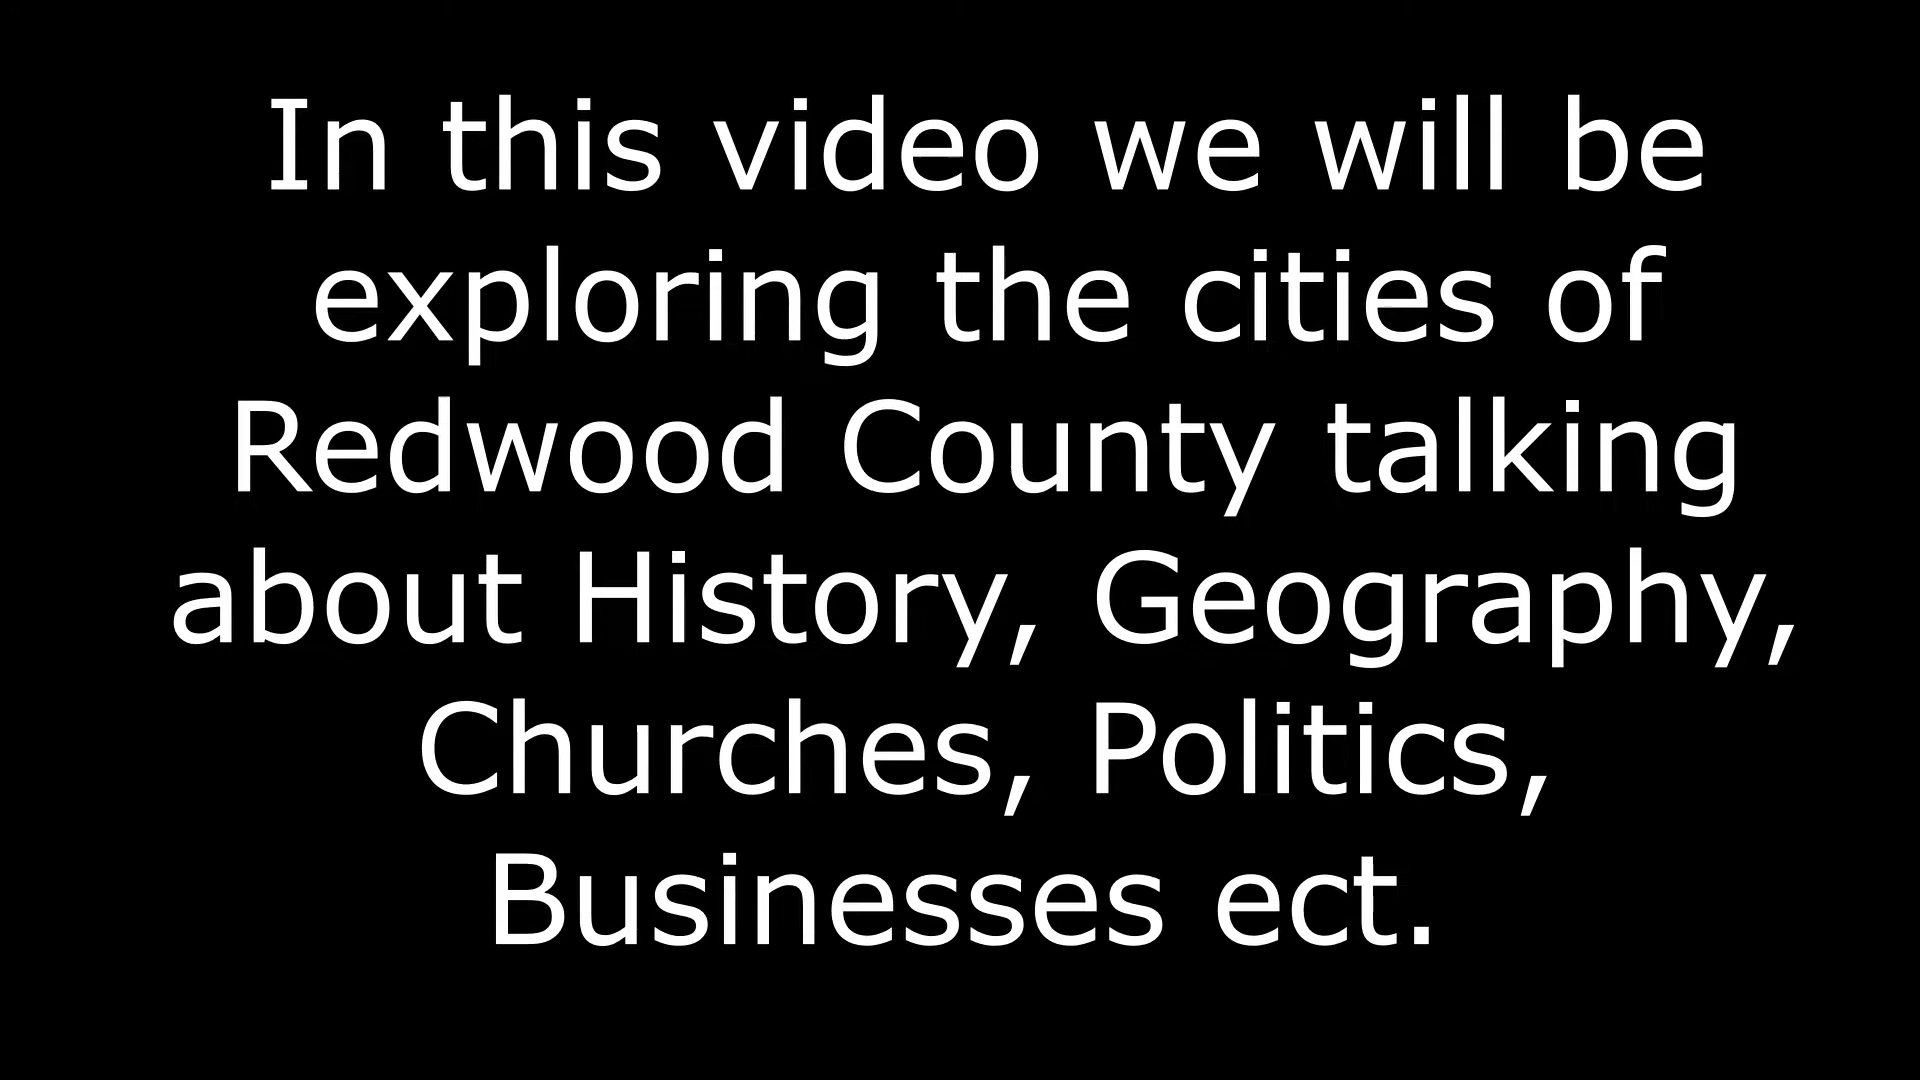 In this video we will be
exploring the cities of
Redwood County talking
about History, Geography,
Churches, Politics,
Businesses ect.